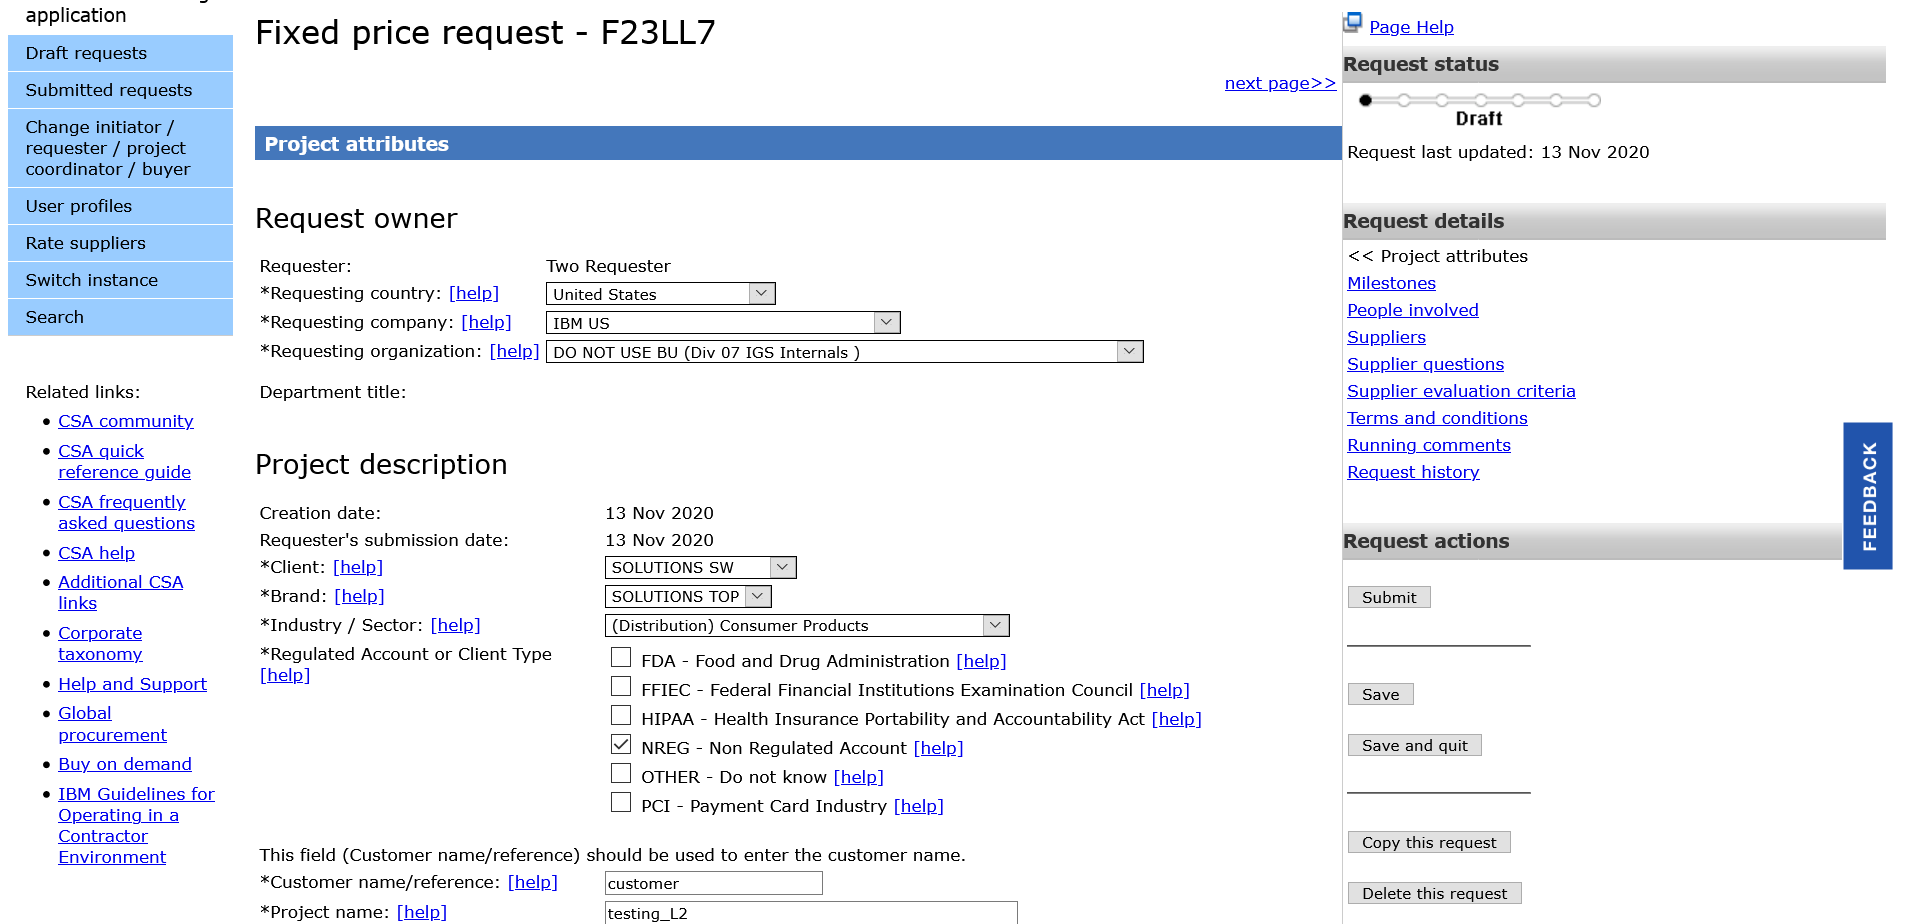 application
Draft requests
Submitted requests
Change initiator /
requester / project
coordinator / buyer
User profiles
Rate suppliers
Switch instance
Search
Related links:
CSA community
CSA quick
reference guide
CSA frequently
asked questions
CSA help
Additional CSA
links
Corporate
taxonomy
Help and Support
Global
procurement
Buy on demand
IBM Guidelines for
Operating in a
Contractor
Environment
Fixed price request - F23LL7
next page>>
Project attributes
Request owner
Requester: Two Requester
*Requesting country: [help] United States
*Requesting company: [help] IBM US
*Requesting organization: [help] DO NOT USE BU (Div 07 IGS Internals )
Department title:
Project description
Creation date: 13 Nov 2020
Requester's submission date: 13 Nov 2020
*Client: [help] SOLUTIONS SW
*Brand: [help] SOLUTIONS TOP
*Industry / Sector: [help] (Distribution) Consumer Products
*Regulated Account or Client Type
[help]
FDA - Food and Drug Administration [help]
FFIEC - Federal Financial Institutions Examination Council [help]
HIPAA - Health Insurance Portability and Accountability Act [help]
NREG - Non Regulated Account [help]
OTHER - Do not know [help]
PCI - Payment Card Industry [help]
This field (Customer name/reference) should be used to enter the customer name.
*Customer name/reference: [help] customer
*Project name: [help] testing_L2
Page Help
Request status
Draft
Request last updated: 13 Nov 2020
Request details
<< Project attributes
Milestones
People involved
Suppliers
Supplier questions
Supplier evaluation criteria
Terms and conditions
Running comments
Request history
Request actions
Submit
Save
Save and quit
Copy this request
Delete this request
FEEDBACK